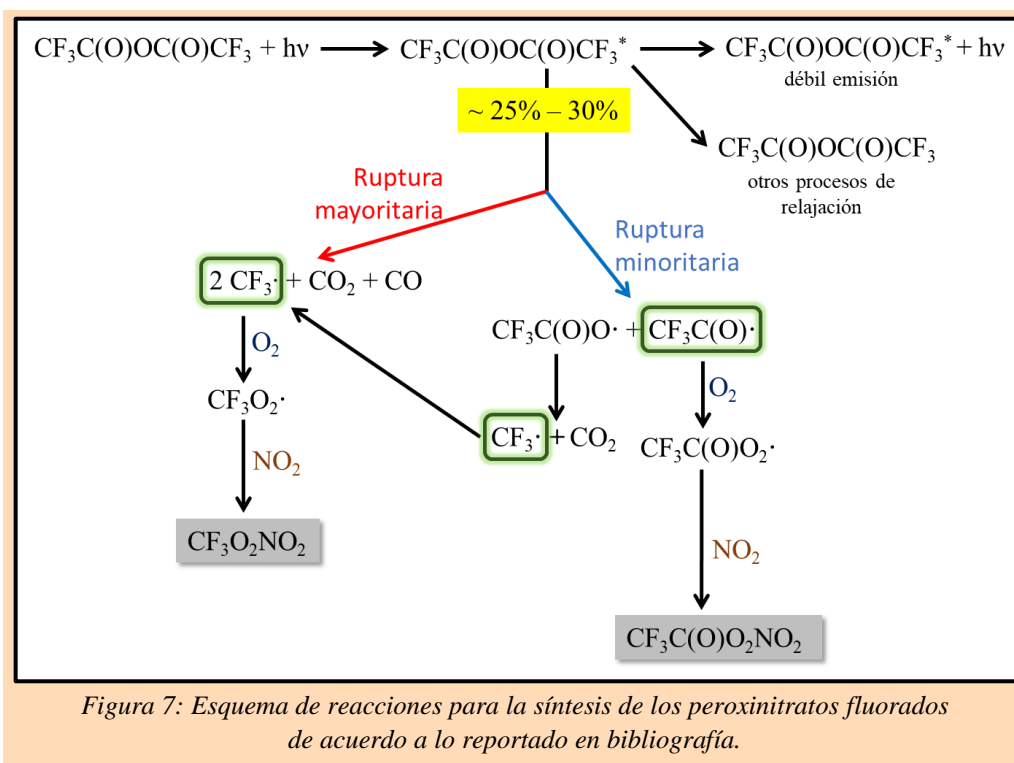 CF₃C(O)OC(O)CF₃ + hν
CF₃C(O)OC(O)CF₃*
CF₃C(O)OC(O)CF₃* + hν
débil emisión
~ 25% – 30%
CF₃C(O)OC(O)CF₃
otros procesos de
relajación
Ruptura
mayoritaria
Ruptura
minoritaria
2 CF₃· + CO₂ + CO
CF₃C(O)O· + CF₃C(O)·
O₂
O₂
CF₃O₂·
CF₃· + CO₂
CF₃C(O)O₂·
NO₂
CF₃O₂NO₂
NO₂
CF₃C(O)O₂NO₂
Figura 7: Esquema de reacciones para la síntesis de los peroxinitratos fluorados
de acuerdo a lo reportado en bibliografía.